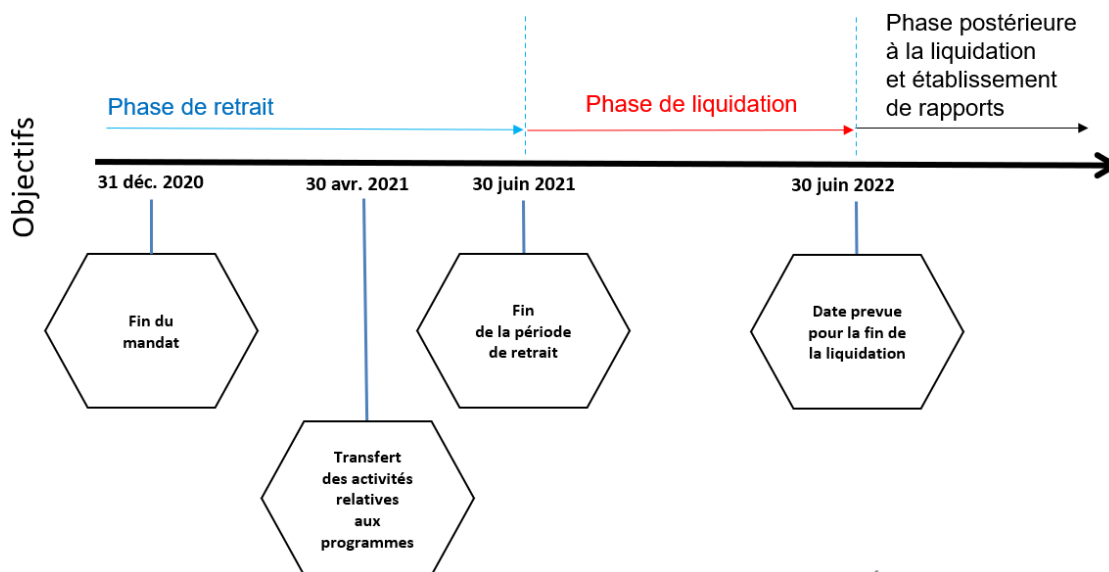 Phase postérieure
à la liquidation
et établissement
de rapports
Phase de retrait
Phase de liquidation
Objectifs
31 déc. 2020
30 avr. 2021
30 juin 2021
30 juin 2022
Fin du
mandat
Fin
de la période
de retrait
Date prevue
pour la fin de
la liquidation
Transfert
des activités
relatives
aux
programmes